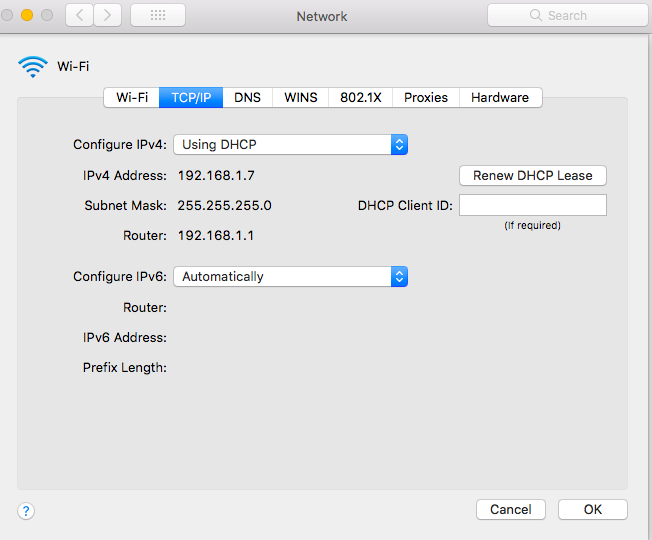 Network
Search
Wi-Fi
Wi-Fi TCP/IP DNS WINS 802.1X Proxies Hardware
Configure IPv4: Using DHCP
IPv4 Address: 192.168.1.7 Renew DHCP Lease
Subnet Mask: 255.255.255.0 DHCP Client ID:
(If required)
Router: 192.168.1.1
Configure IPv6: Automatically
Router:
IPv6 Address:
Prefix Length:
? Cancel OK